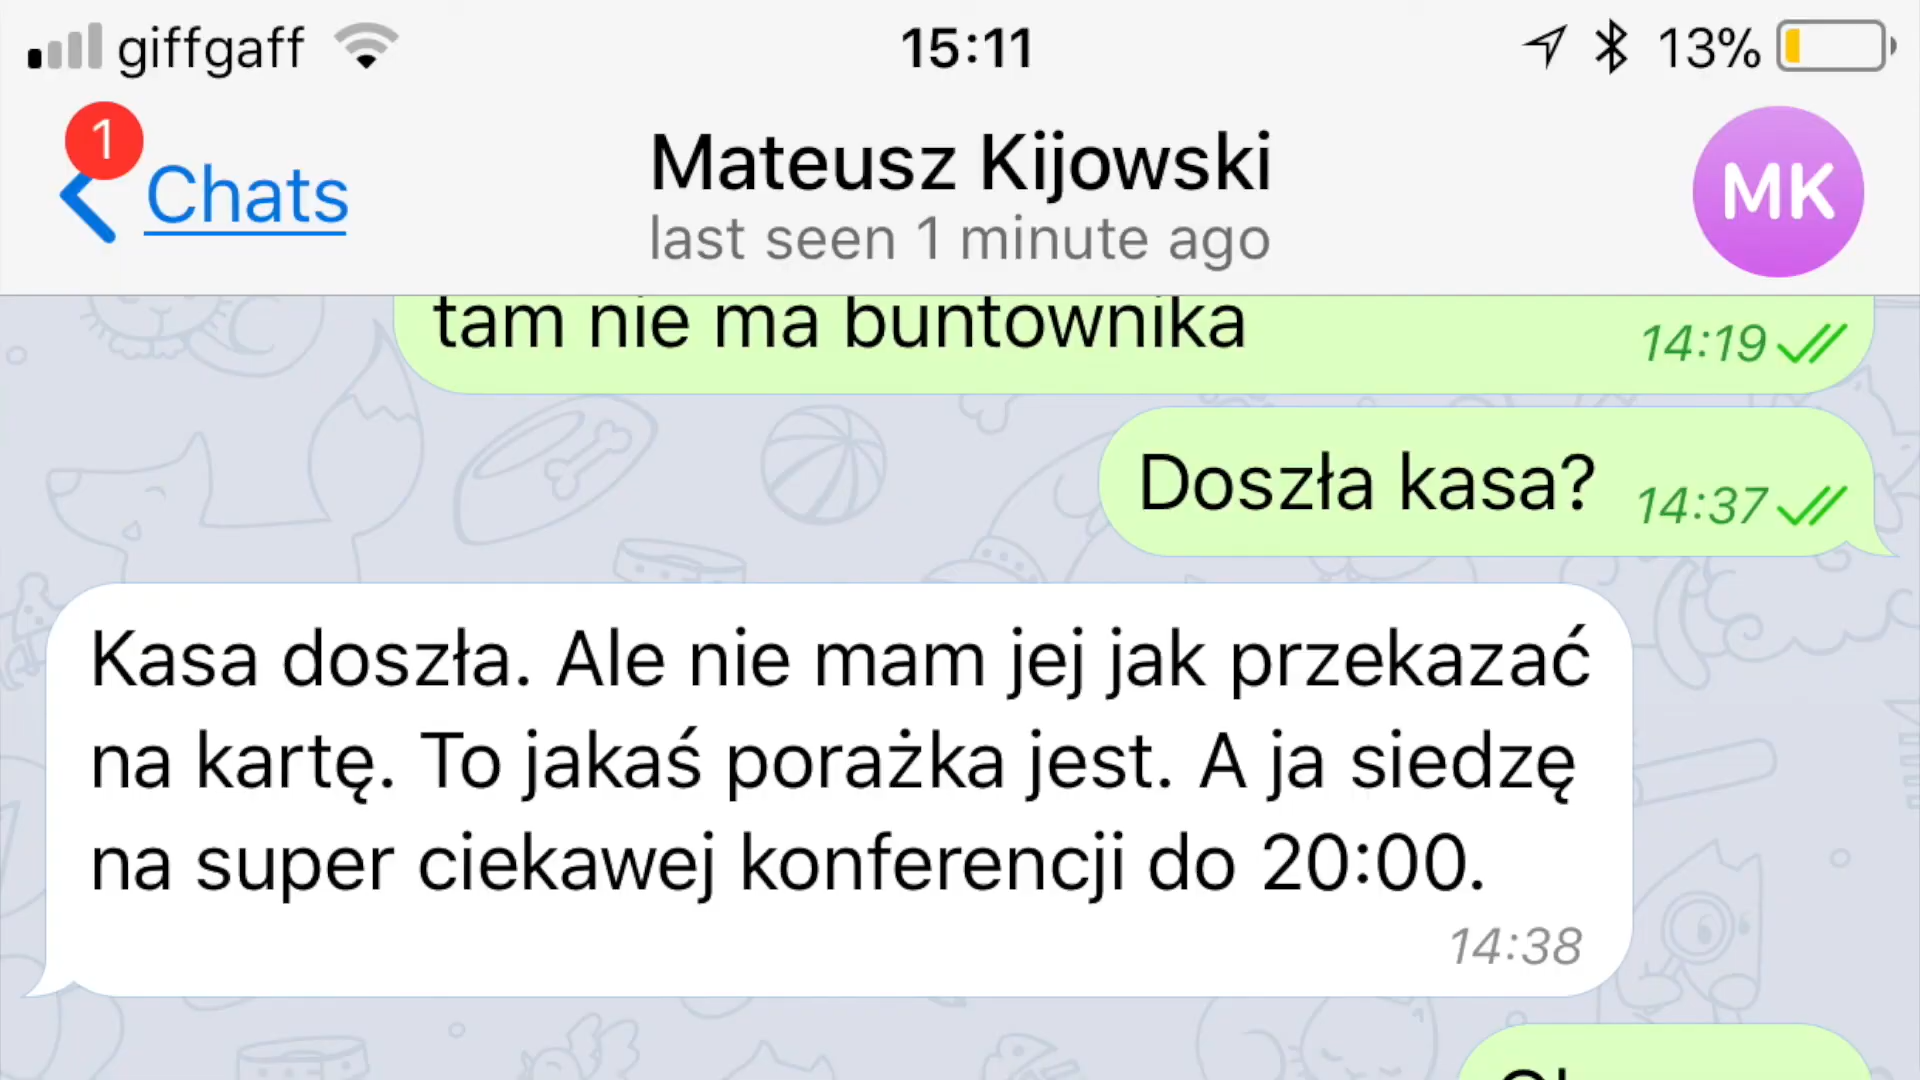 giffgaff 15:11 13%
1
Chats
Mateusz Kijowski
last seen 1 minute ago
MK
tam nie ma buntownika 14:19
Doszła kasa? 14:37
Kasa doszła. Ale nie mam jej jak przekazać
na kartę. To jakaś porażka jest. A ja siedzę
na super ciekawej konferencji do 20:00.
14:38